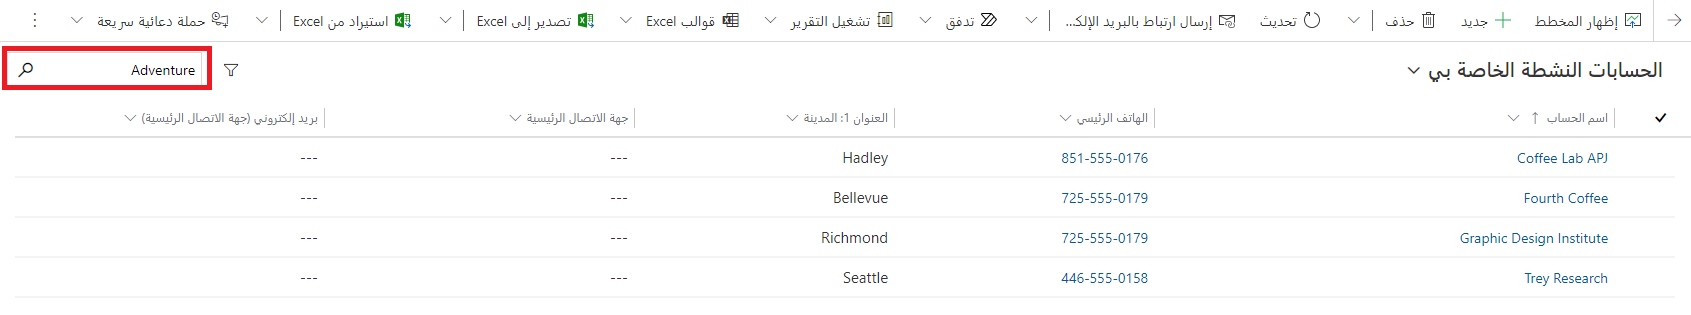 إظهار المخطط جديد حذف تحديث إرسال ارتباط بالبريد الإلكـ... تدفق تشغيل التقرير قوالب Excel تصدير إلى Excel استيراد من Excel حملة دعائية سريعة
الحسابات النشطة الخاصة بي Adventure
اسم الحساب ↑ الهاتف الرئيسي العنوان 1: المدينة جهة الاتصال الرئيسية بريد إلكتروني (جهة الاتصال الرئيسية)
Coffee Lab APJ 851-555-0176 Hadley --- ---
Fourth Coffee 725-555-0179 Bellevue --- ---
Graphic Design Institute 725-555-0179 Richmond --- ---
Trey Research 446-555-0158 Seattle --- ---